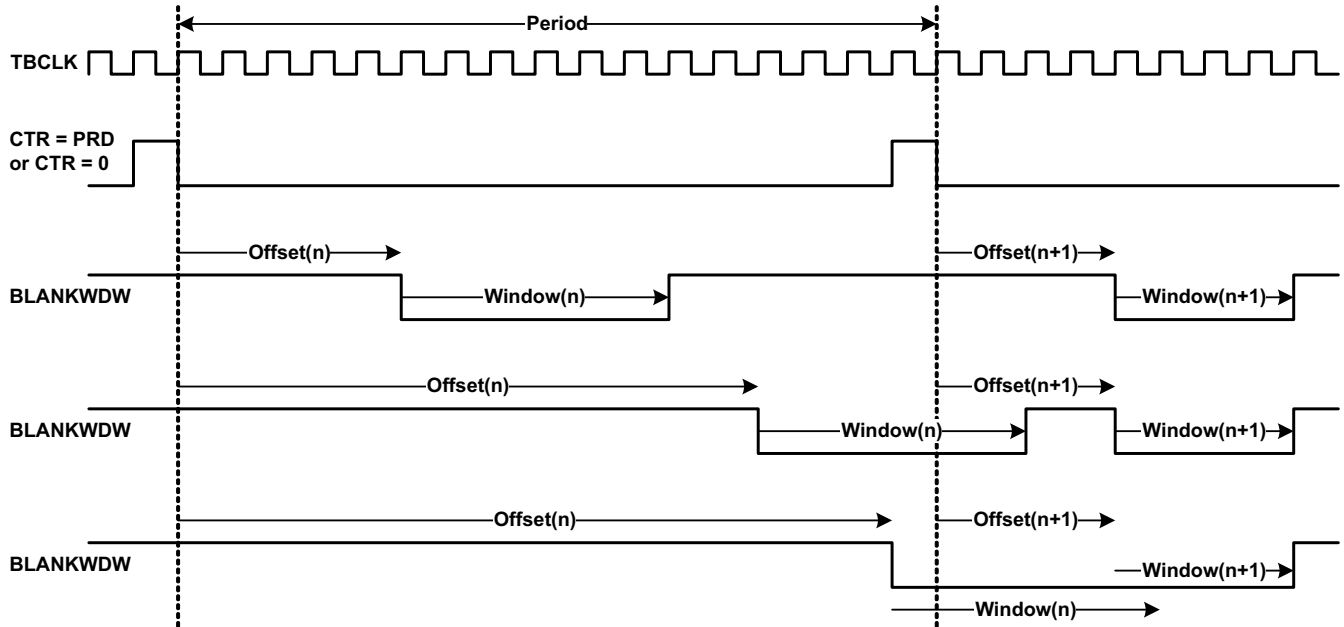 Period
TBCLK
CTR = PRD
or CTR = 0
Offset(n)
Offset(n+1)
BLANKWDW
Window(n)
Window(n+1)
Offset(n)
Offset(n+1)
BLANKWDW
Window(n)
Window(n+1)
Offset(n)
Offset(n+1)
BLANKWDW
Window(n+1)
Window(n)